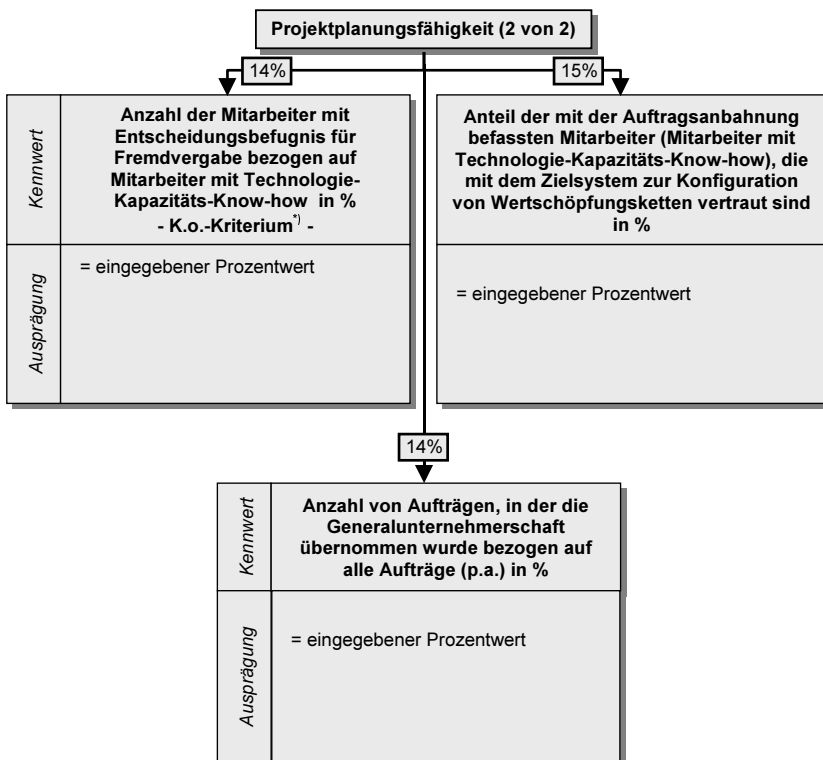 Projektplanungsfähigkeit (2 von 2)
14%
15%
Kennwert
Anzahl der Mitarbeiter mit
Entscheidungsbefugnis für
Fremdvergabe bezogen auf
Mitarbeiter mit Technologie-
Kapazitäts-Know-how in %
- K.o.-Kriterium*) -
Ausprägung
= eingegebener Prozentwert
Anteil der mit der Auftragsanbahnung
befassten Mitarbeiter (Mitarbeiter mit
Technologie-Kapazitäts-Know-how), die
mit dem Zielsystem zur Konfiguration
von Wertschöpfungsketten vertraut sind
in %
= eingegebener Prozentwert
14%
Kennwert
Anzahl von Aufträgen, in der die
Generalunternehmerschaft
übernommen wurde bezogen auf
alle Aufträge (p.a.) in %
Ausprägung
= eingegebener Prozentwert